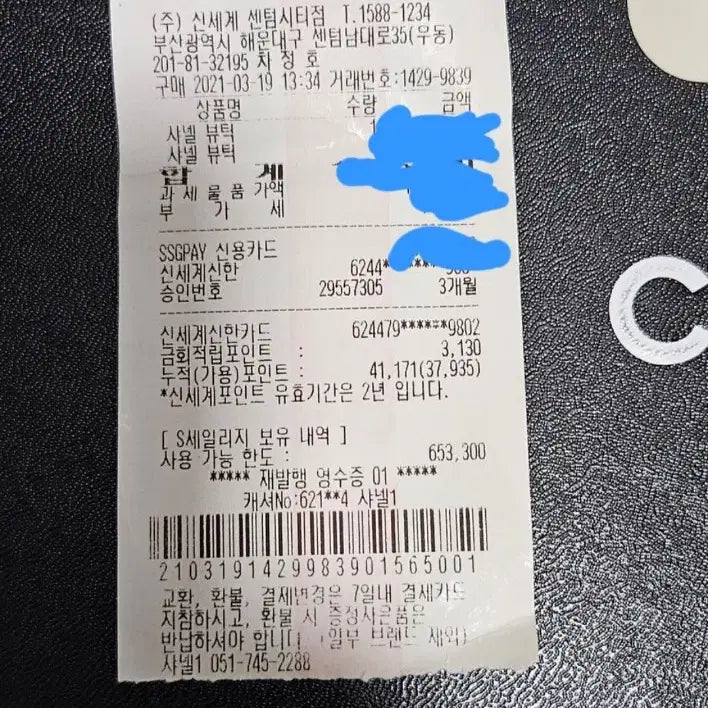 (주) 신세계 센텀시티점 T.1588-1234
부산광역시 해운대구 센텀남대로35(우동)
201-81-32195 차정호
구매 2021-03-19 13:34 거래번호:1429-9839
상품명 수량 금액
샤넬 뷰틱 1
샤넬 뷰틱
합 계
과세물품가액
부 가 세
SSGPAY 신용카드
신세계신한 6244*
승인번호 29557305 3개월
신세계신한카드 624479******9802
금회적립포인트 : 3,130
누적(가용)포인트 : 41,171(37,935)
*신세계포인트 유효기간은 2년 입니다.
[ S세일리지 보유 내역 ]
사용 가능 한도 : 653,300
***** 재발행 영수증 01 *****
캐셔No:621**4 샤넬1
2103191429983901565001
교환, 환불, 결제변경은 7일내 결제카드
지참하시고, 환불 시 증정사은품은
반납하셔야 합니다 일부 브랜드 제외)
샤넬1 051-745-2288
C